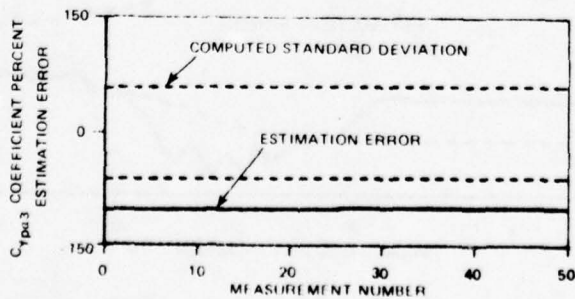 150
COMPUTED STANDARD DEVIATION
0
ESTIMATION ERROR
150
0 10 20 30 40 50
MEASUREMENT NUMBER
C_ypα3 COEFFICIENT PERCENT
ESTIMATION ERROR